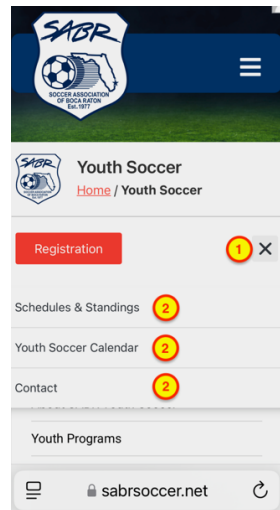 SABR
SOCCER ASSOCIATION
OF BOCA RATON
Est. 1977
SABR
Youth Soccer
Home / Youth Soccer
Registration
1
Schedules & Standings
2
Youth Soccer Calendar
2
Contact
2
Youth Programs
sabrsoccer.net